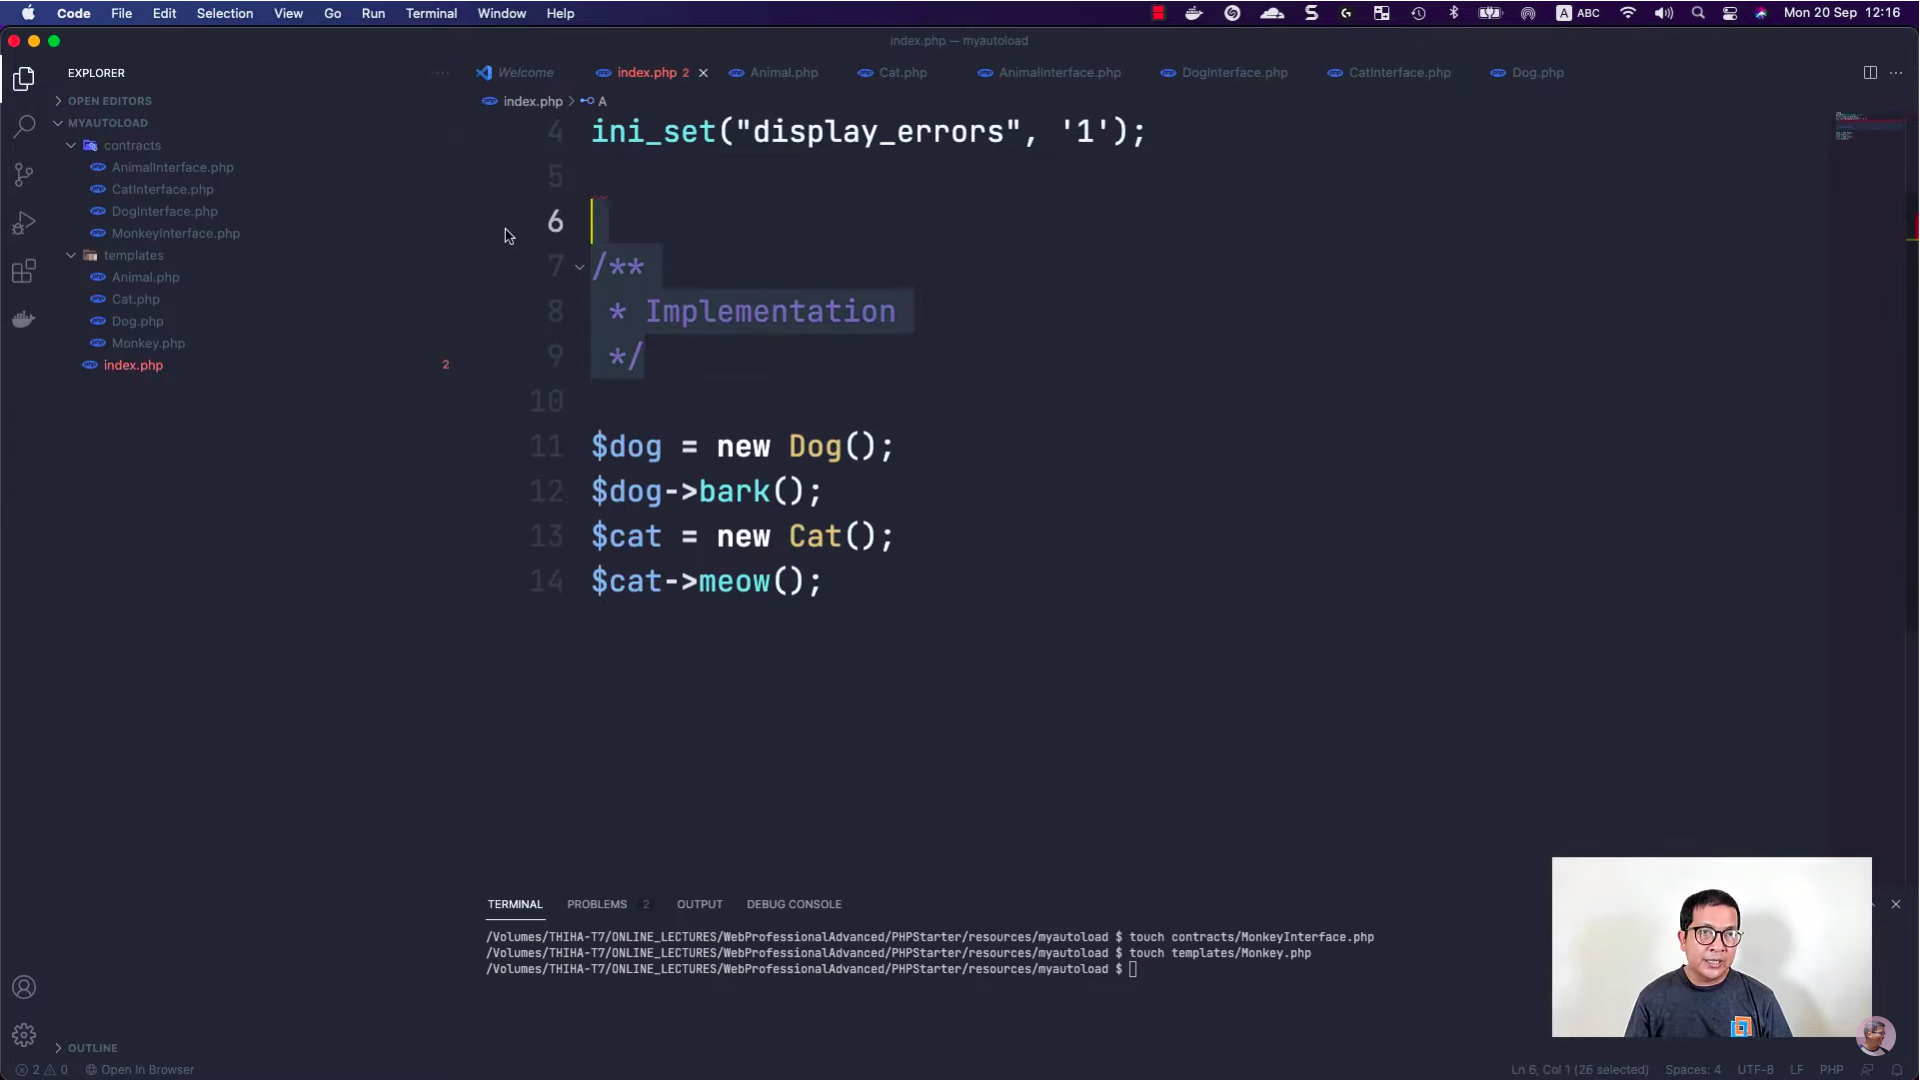 Code File Edit Selection View Go Run Terminal Window Help
ABC Mon 20 Sep 12:16
index.php — myautoload
EXPLORER
Welcome index.php 2 Animal.php Cat.php AnimalInterface.php DogInterface.php CatInterface.php Dog.php
index.php > A
OPEN EDITORS
MYAUTOLOAD
contracts
AnimalInterface.php
CatInterface.php
DogInterface.php
MonkeyInterface.php
templates
Animal.php
Cat.php
Dog.php
Monkey.php
index.php 2
4 ini_set("display_errors", '1');
5
6
7 /**
8 * Implementation
9 */
10
11 $dog = new Dog();
12 $dog->bark();
13 $cat = new Cat();
14 $cat->meow();
TERMINAL PROBLEMS 2 OUTPUT DEBUG CONSOLE
/Volumes/THIHA-T7/ONLINE_LECTURES/WebProfessionalAdvanced/PHPStarter/resources/myautoload $ touch contracts/MonkeyInterface.php
/Volumes/THIHA-T7/ONLINE_LECTURES/WebProfessionalAdvanced/PHPStarter/resources/myautoload $ touch templates/Monkey.php
/Volumes/THIHA-T7/ONLINE_LECTURES/WebProfessionalAdvanced/PHPStarter/resources/myautoload $
OUTLINE
2 0 Open In Browser
Ln 6, Col 1 (26 selected) Spaces: 4 UTF-8 LF PHP